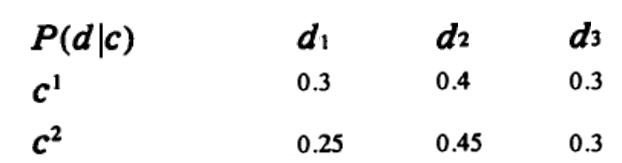 P(d|c) d₁ d₂ d₃
c¹ 0.3 0.4 0.3
c² 0.25 0.45 0.3